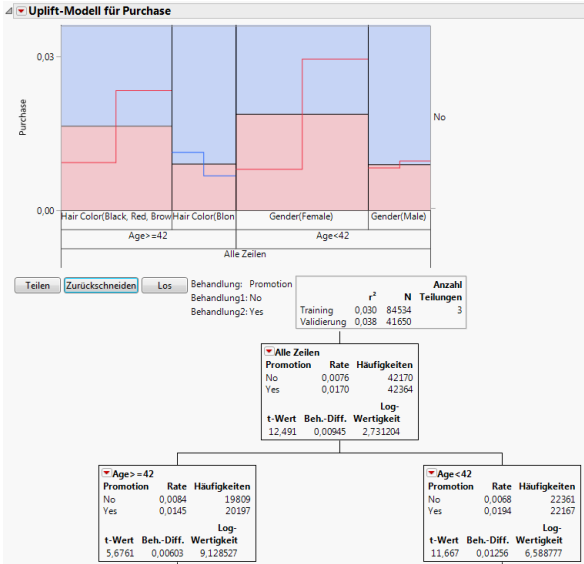 Uplift-Modell für Purchase
0,03
Purchase
No
0,00
Hair Color(Black, Red, Brow
Hair Color(Blon
Gender(Female)
Gender(Male)
Age>=42
Age<42
Alle Zeilen
Teilen
Zurückschneiden
Los
Behandlung: Promotion
Behandlung1: No
Behandlung2: Yes
Anzahl
r² N Teilungen
Training 0,030 84534 3
Validierung 0,038 41650
Alle Zeilen
Promotion Rate Häufigkeiten
No 0,0076 42170
Yes 0,0170 42364
Log-
t-Wert Beh.-Diff. Wertigkeit
12,491 0,00945 2,731204
Age>=42
Promotion Rate Häufigkeiten
No 0,0084 19809
Yes 0,0145 20197
Log-
t-Wert Beh.-Diff. Wertigkeit
5,6761 0,00603 9,128527
Age<42
Promotion Rate Häufigkeiten
No 0,0068 22361
Yes 0,0194 22167
Log-
t-Wert Beh.-Diff. Wertigkeit
11,667 0,01256 6,588777